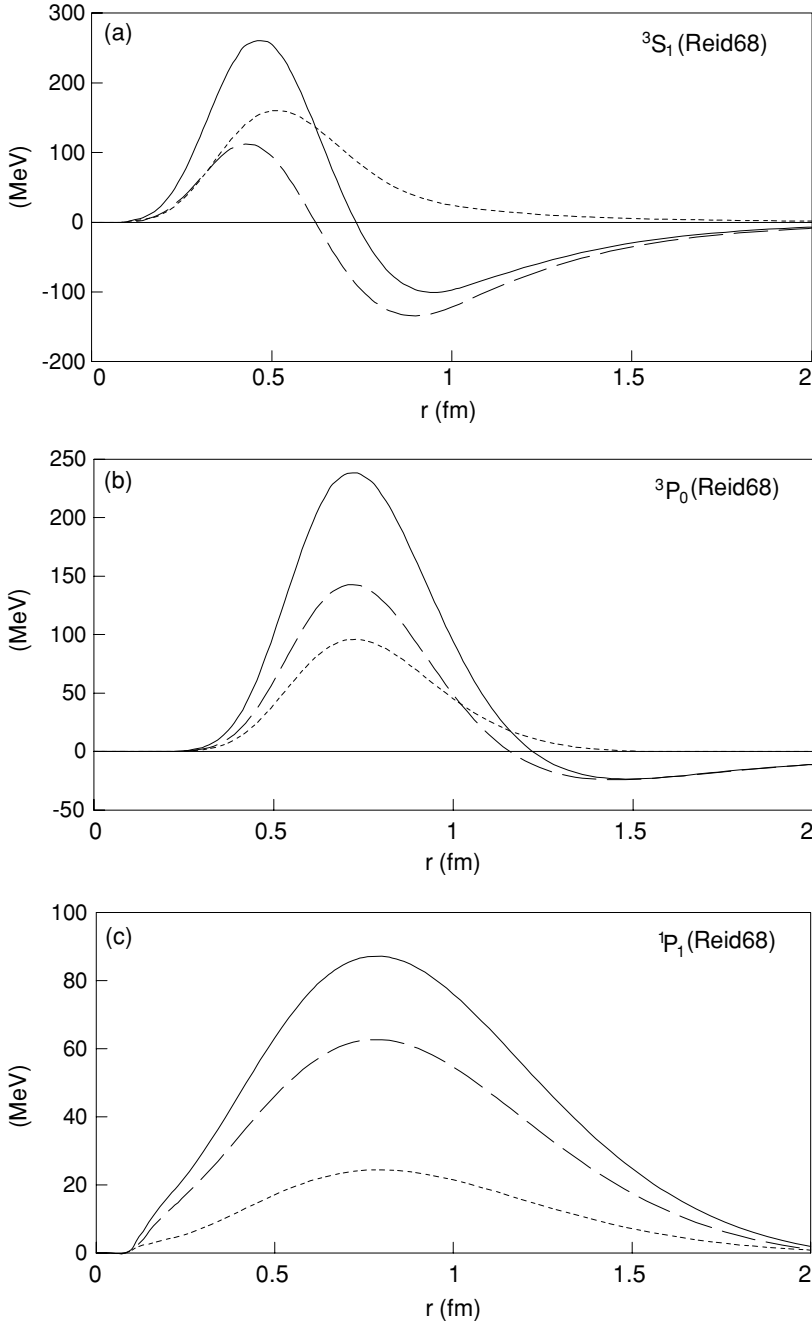 (a)
³S₁(Reid68)
300
200
100
0
-100
-200
(MeV)
0 0.5 1 1.5 2
r (fm)
(b)
³P₀(Reid68)
250
200
150
100
50
0
-50
(MeV)
0 0.5 1 1.5 2
r (fm)
(c)
¹P₁(Reid68)
100
80
60
40
20
0
(MeV)
0 0.5 1 1.5 2
r (fm)